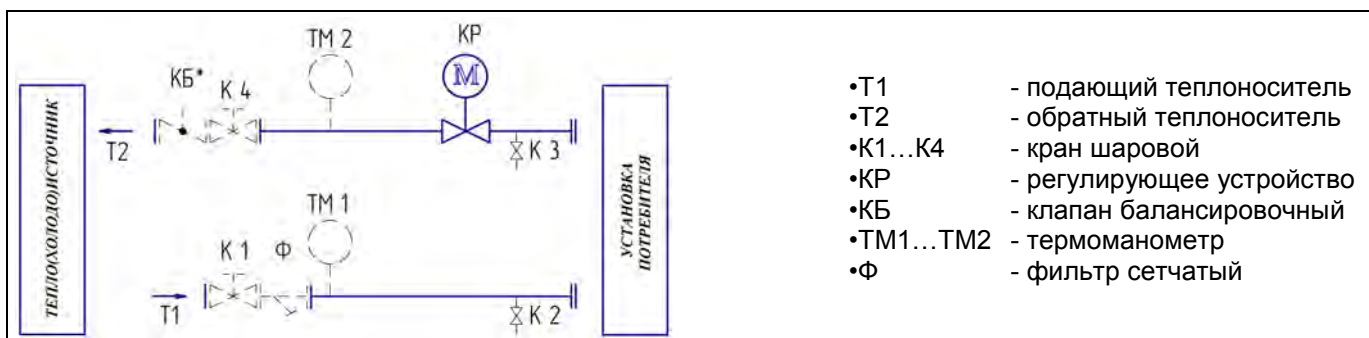 ТЕПЛО(ХОЛОДО)ИСТОЧНИК
КБ*
К 4
ТМ 2
КР
М
Т2
К 3
ТМ 1
К 1
Ф
Т1
К 2
УСТАНОВКА
ПОТРЕБИТЕЛЯ
•Т1 - подающий теплоноситель
•Т2 - обратный теплоноситель
•К1...К4 - кран шаровой
•КР - регулирующее устройство
•КБ - клапан балансировочный
•ТМ1...ТМ2 - термоманометр
•Ф - фильтр сетчатый